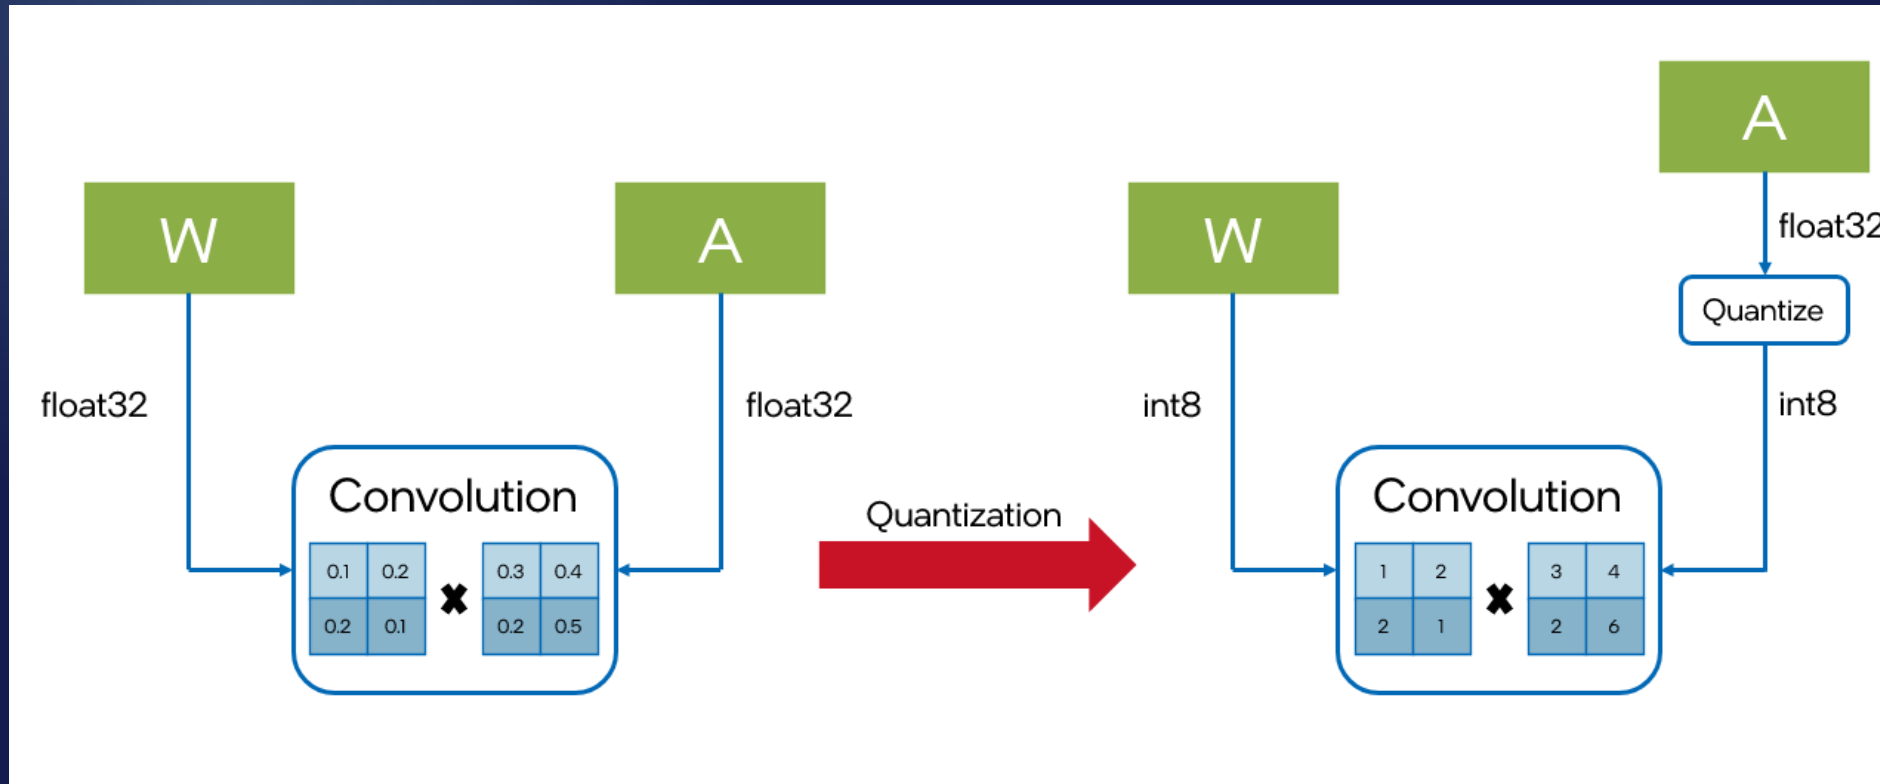 A
W
A
W
float32
Quantize
float32
float32
int8
int8
Convolution
Convolution
Quantization
0.1 0.2
0.3 0.4
1 2
3 4
0.2 0.1
0.2 0.5
2 1
2 6